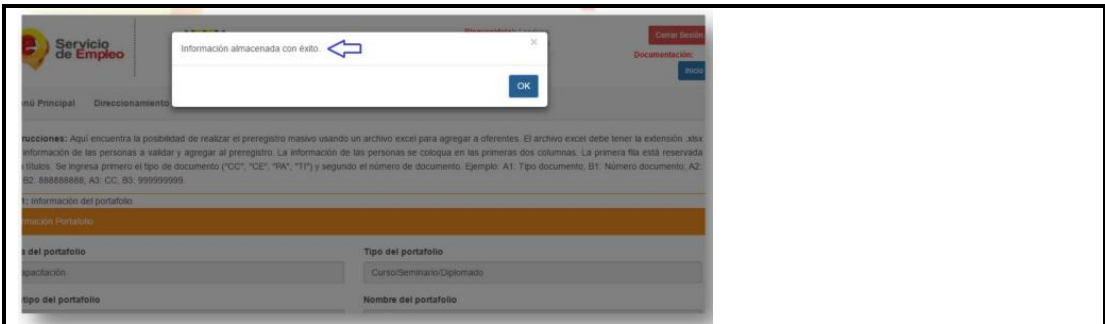 Servicio
de Empleo
Información almacenada con éxito.
×
OK
Cerrar Sesión
Documentación:
Inicio
nú Principal Direccionamiento
rucciones: Aquí encuentra la posibilidad de realizar el preregistro masivo usando un archivo excel para agregar a oferentes. El archivo excel debe tener la extensión .xlsx
información de las personas a validar y agregar al preregistro. La información de las personas se coloqua en las primeras dos columnas. La primera fila está reservada
títulos. Se ingresa primero el tipo de documento ("CC", "CE", "PA", "TI") y segundo el número de documento. Ejemplo: A1: Tipo documento, B1: Número documento; A2:
B2: 888888888; A3: CC, B3: 999999999.
1: Información del portafolio
mación Portafolio
del portafolio Tipo del portafolio
apacitación Curso/Seminario/Diplomado
tipo del portafolio Nombre del portafolio